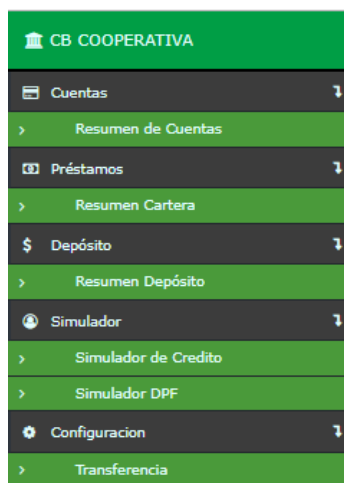 CB COOPERATIVA
Cuentas
Resumen de Cuentas
Préstamos
Resumen Cartera
$ Depósito
Resumen Depósito
Simulador
Simulador de Credito
Simulador DPF
Configuracion
Transferencia